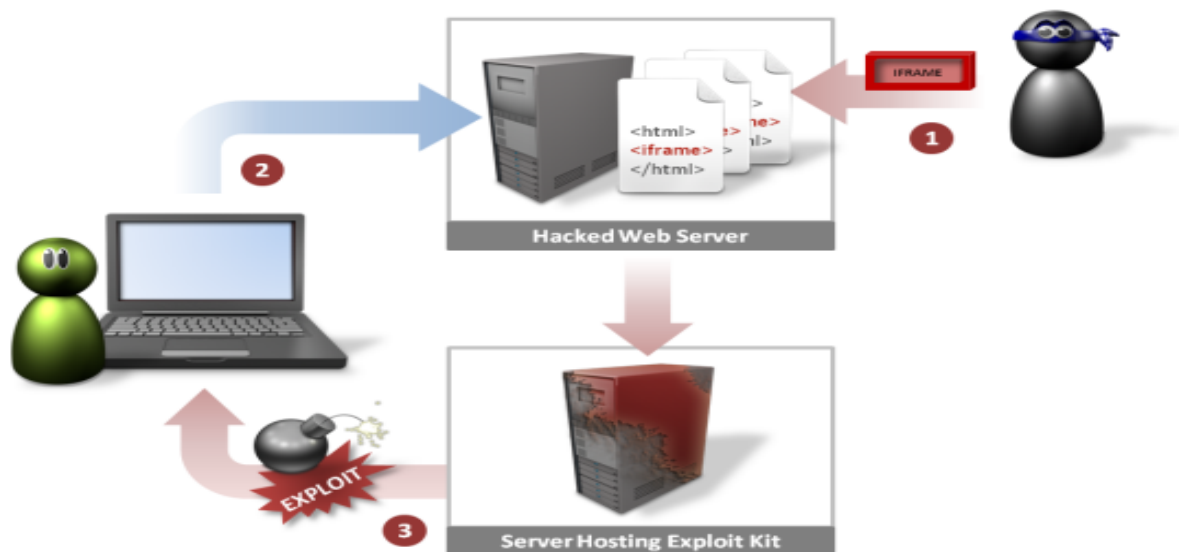 IFRAME
1
<html>
<iframe>
</html>
2
Hacked Web Server
EXPLOIT
3
Server Hosting Exploit Kit